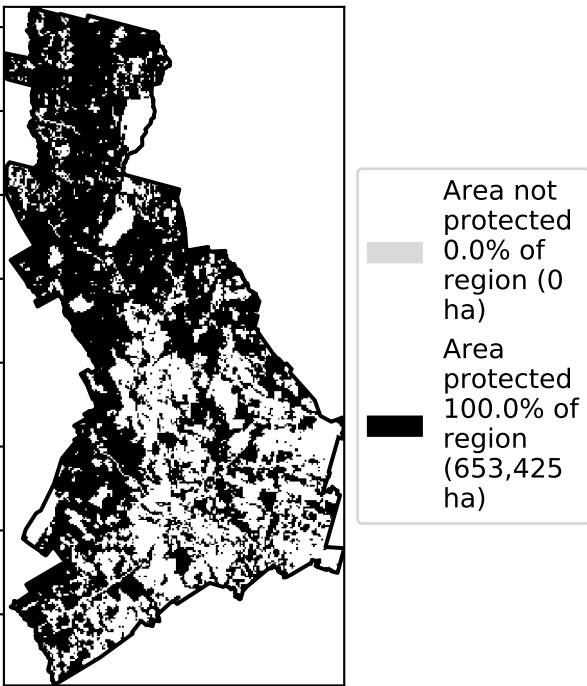 Area not
protected
0.0% of
region (0
ha)
Area
protected
100.0% of
region
(653,425
ha)